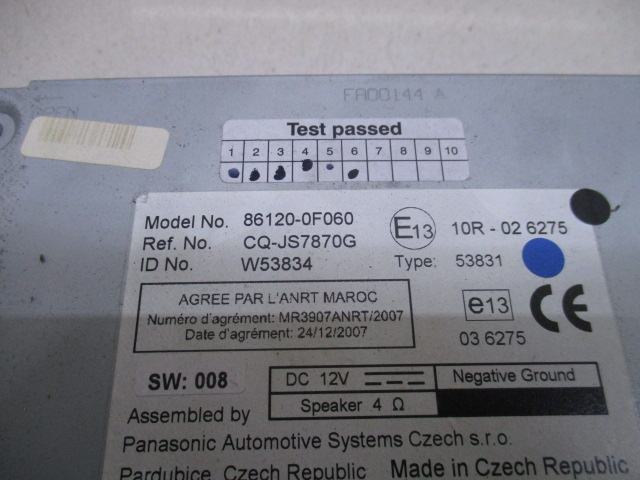 FA00144 A
Test passed
1 2 3 4 5 6 7 8 9 10
Model No. 86120-0F060
Ref. No. CQ-JS7870G
ID No. W53834
E13 10R - 02 6275
Type: 53831
AGREE PAR L'ANRT MAROC
Numéro d'agrément: MR3907ANRT/2007
Date d'agrément: 24/12/2007
e13
CE
03 6275
SW: 008
DC 12V Negative Ground
Speaker 4 Ω
Assembled by
Panasonic Automotive Systems Czech s.r.o.
Pardubice, Czech Republic Made in Czech Republic